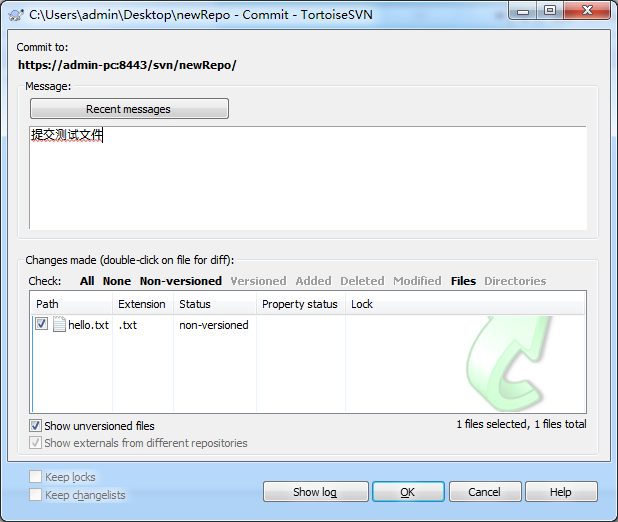 C:\Users\admin\Desktop\newRepo - Commit - TortoiseSVN
Commit to:
https://admin-pc:8443/svn/newRepo/
Message:
Recent messages
提交测试文件
Changes made (double-click on file for diff):
Check: All None Non-versioned Versioned Added Deleted Modified Files Directories
Path Extension Status Property status Lock
hello.txt .txt non-versioned
Show unversioned files 1 files selected, 1 files total
Show externals from different repositories
Keep locks
Keep changelists
Show log OK Cancel Help